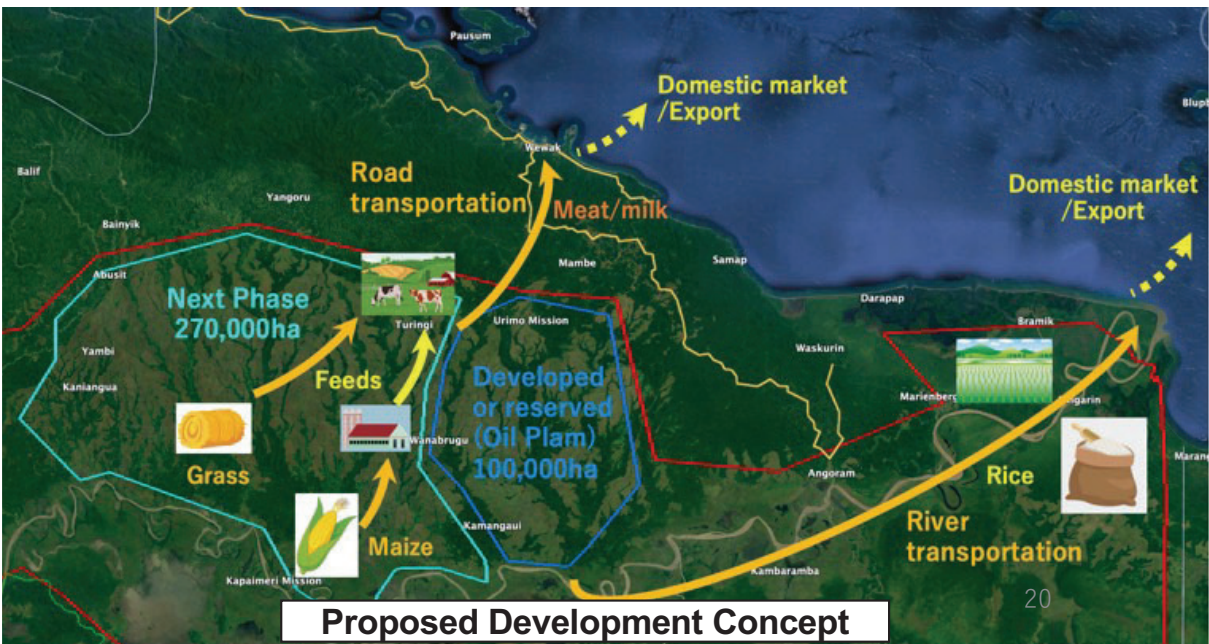 Pausum
Domestic market
/Export
Wewak
Balif
Road
transportation
Yangoru
Domestic market
/Export
Meat/milk
Bainyik
Mambe
Samap
Abusit
Next Phase
270,000ha
Darapap
Turingi
Urimo Mission
Bramik
Yambi
Waskurin
Kaniangua
Feeds
Developed
or reserved
(Oil Plam)
100,000ha
Marienberg
Wanabrugu
Maran
Grass
Angoram
Rice
Maize
Kamangaui
River
transportation
Kapaimeri Mission
Kambaramba
20
Proposed Development Concept